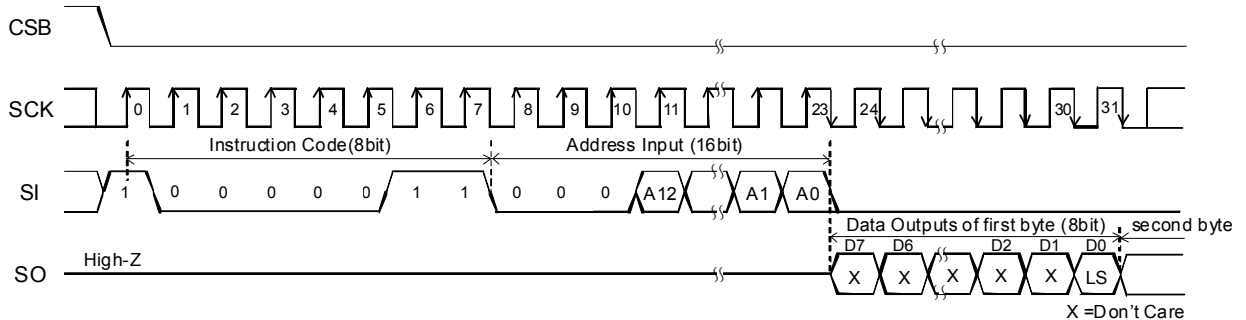 CSB
SCK 0 1 2 3 4 5 6 7 8 9 10 11 23 24 30 31
Instruction Code(8bit) Address Input (16bit)
SI 1 0 0 0 0 0 1 1 0 0 0 A12 A1 A0
Data Outputs of first byte (8bit) second byte
D7 D6 D2 D1 D0
High-Z
SO X X X X X LS
X =Don't Care